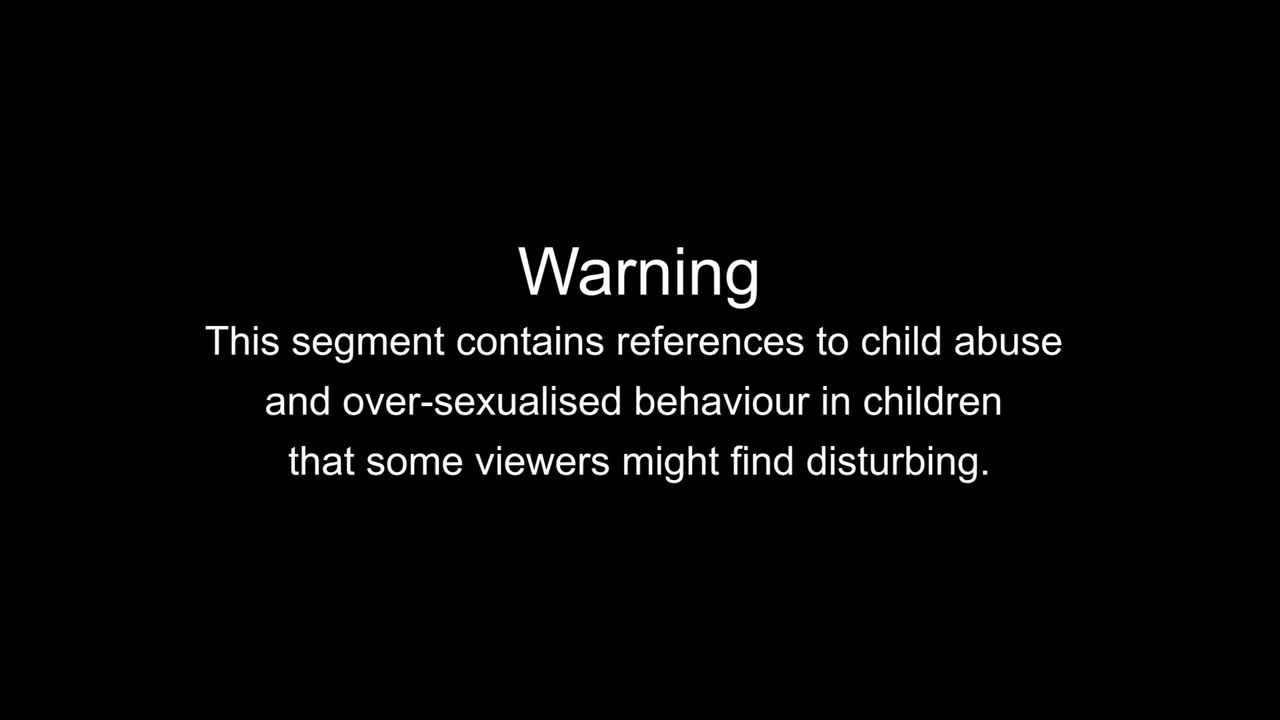 Warning
This segment contains references to child abuse
and over-sexualised behaviour in children
that some viewers might find disturbing.